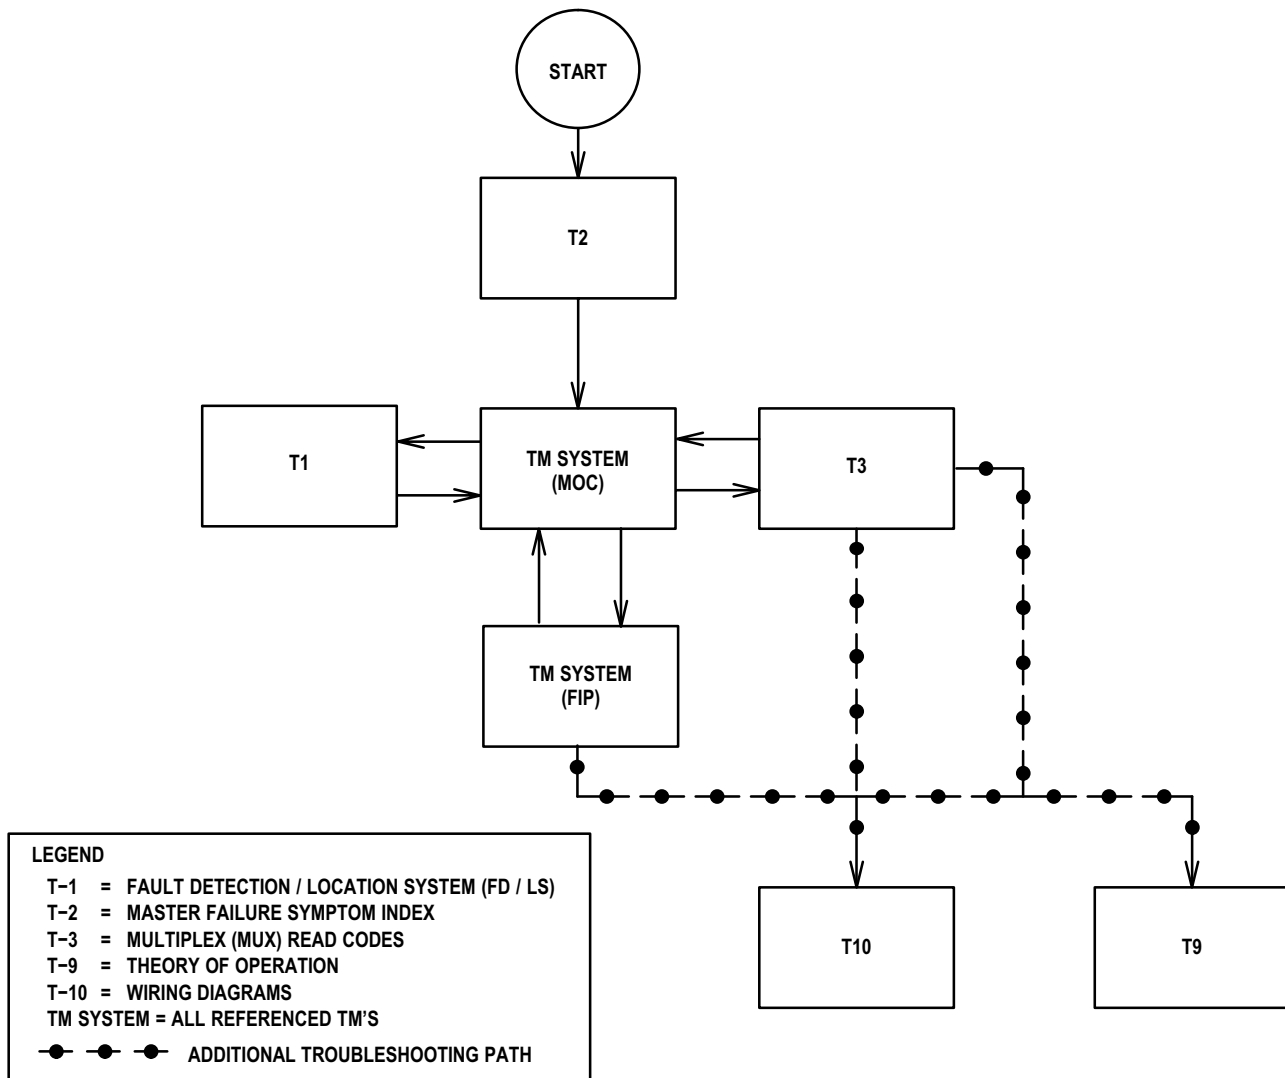 START
T2
T1
TM SYSTEM
(MOC)
T3
TM SYSTEM
(FIP)
T10
T9
LEGEND
T−1 = FAULT DETECTION / LOCATION SYSTEM (FD / LS)
T−2 = MASTER FAILURE SYMPTOM INDEX
T−3 = MULTIPLEX (MUX) READ CODES
T−9 = THEORY OF OPERATION
T−10 = WIRING DIAGRAMS
TM SYSTEM = ALL REFERENCED TM'S
ADDITIONAL TROUBLESHOOTING PATH